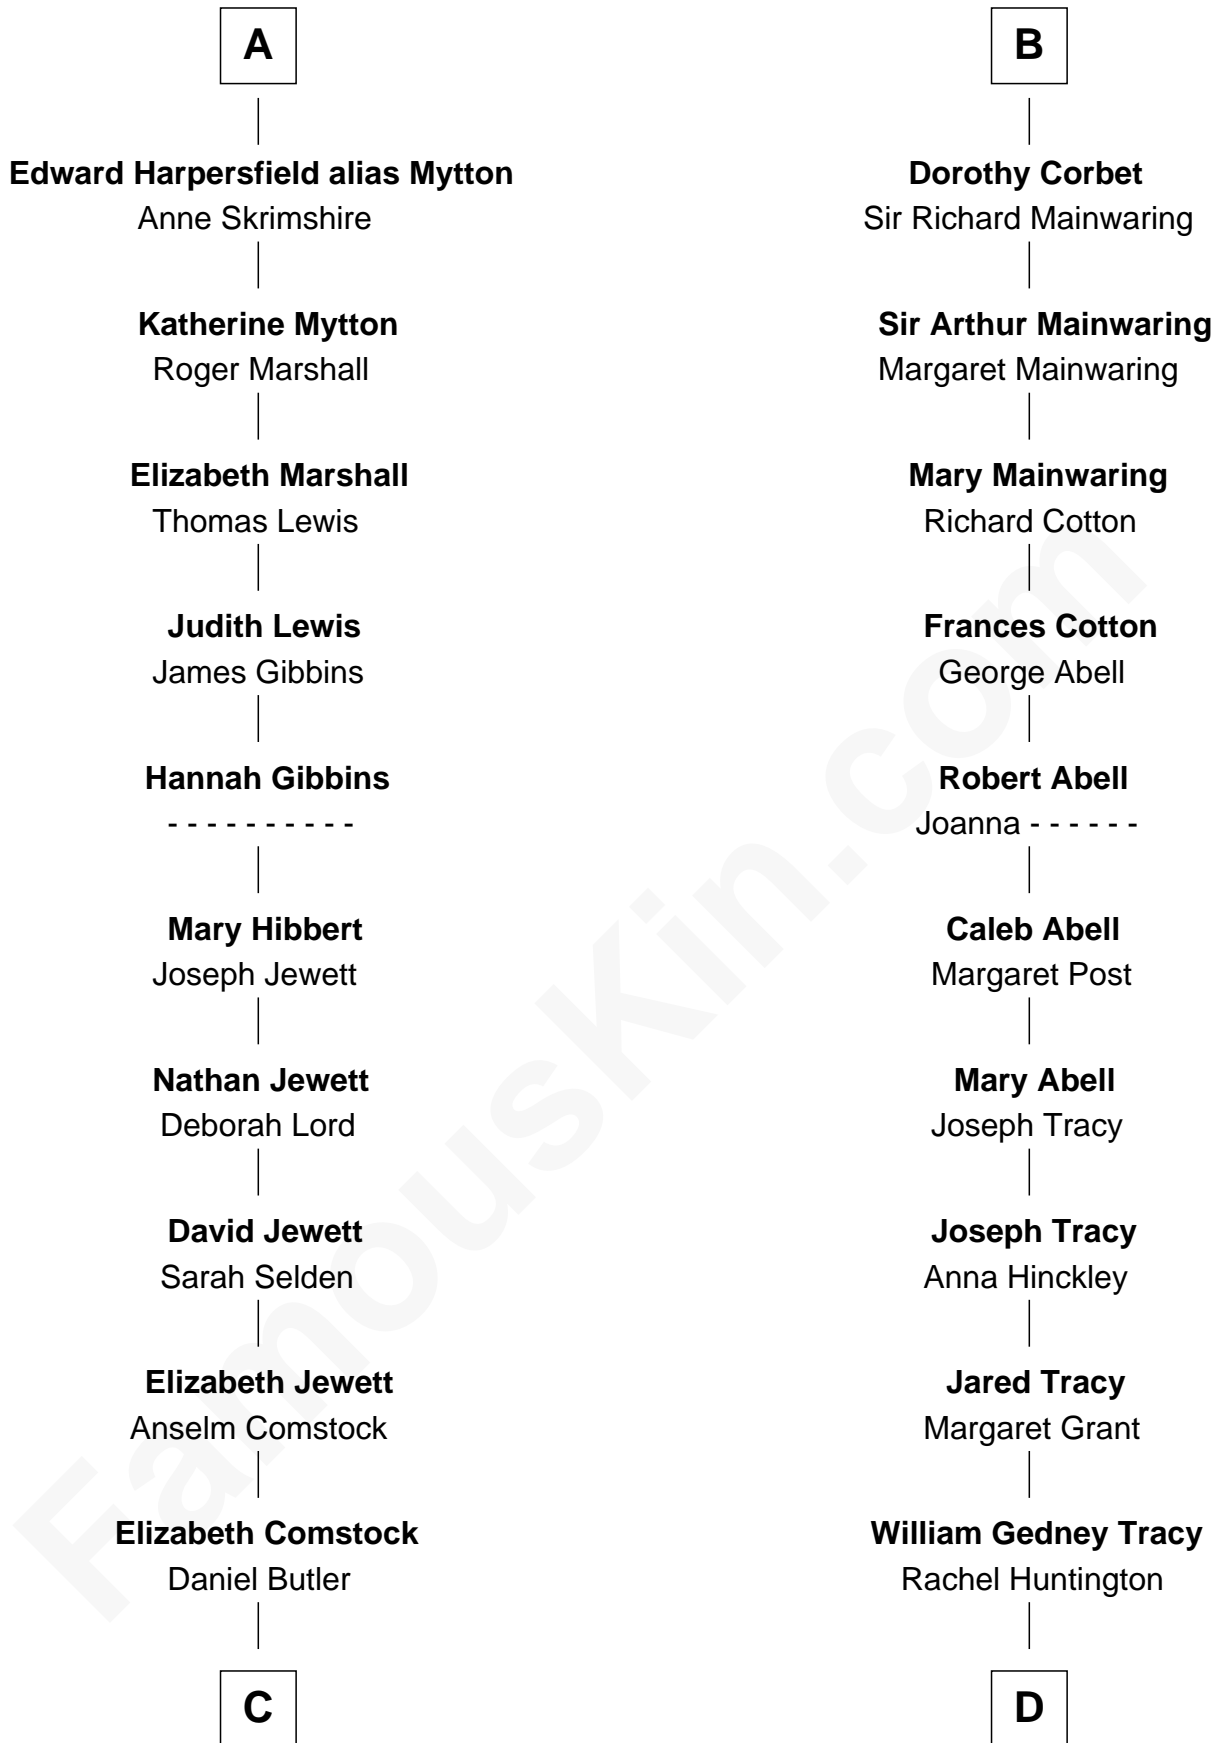 A
Edward Harpersfield alias Mytton
Anne Skrimshire
Katherine Mytton
Roger Marshall
Elizabeth Marshall
Thomas Lewis
Judith Lewis
James Gibbins
Hannah Gibbins
- - - - - - - - - -
Mary Hibbert
Joseph Jewett
Nathan Jewett
Deborah Lord
David Jewett
Sarah Selden
Elizabeth Jewett
Anselm Comstock
Elizabeth Comstock
Daniel Butler
C
B
Dorothy Corbet
Sir Richard Mainwaring
Sir Arthur Mainwaring
Margaret Mainwaring
Mary Mainwaring
Richard Cotton
Frances Cotton
George Abell
Robert Abell
Joanna - - - - - -
Caleb Abell
Margaret Post
Mary Abell
Joseph Tracy
Joseph Tracy
Anna Hinckley
Jared Tracy
Margaret Grant
William Gedney Tracy
Rachel Huntington
D
FamousKin.com